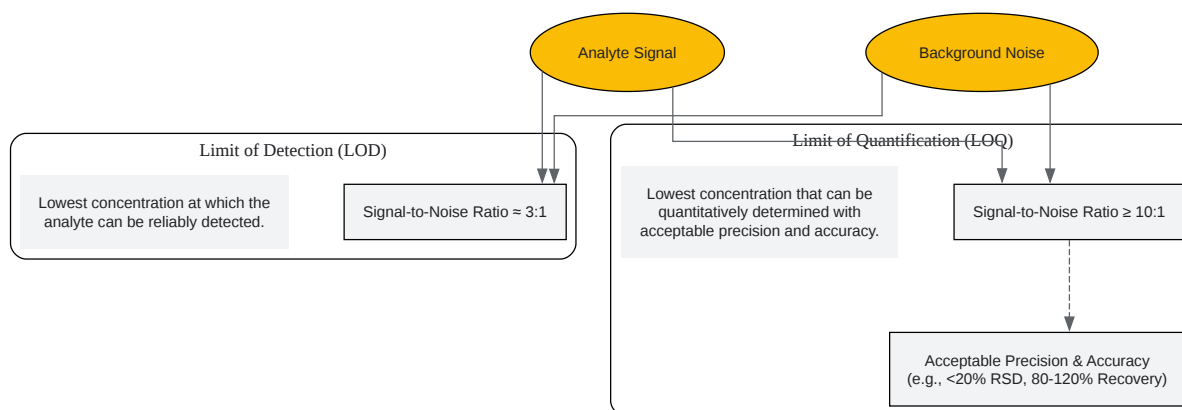 Analyte Signal
Background Noise
Limit of Detection (LOD)
Lowest concentration at which the
analyte can be reliably detected.
Signal-to-Noise Ratio ≈ 3:1
Limit of Quantification (LOQ)
Lowest concentration that can be
quantitatively determined with
acceptable precision and accuracy.
Signal-to-Noise Ratio ≥ 10:1
Acceptable Precision & Accuracy
(e.g., <20% RSD, 80-120% Recovery)